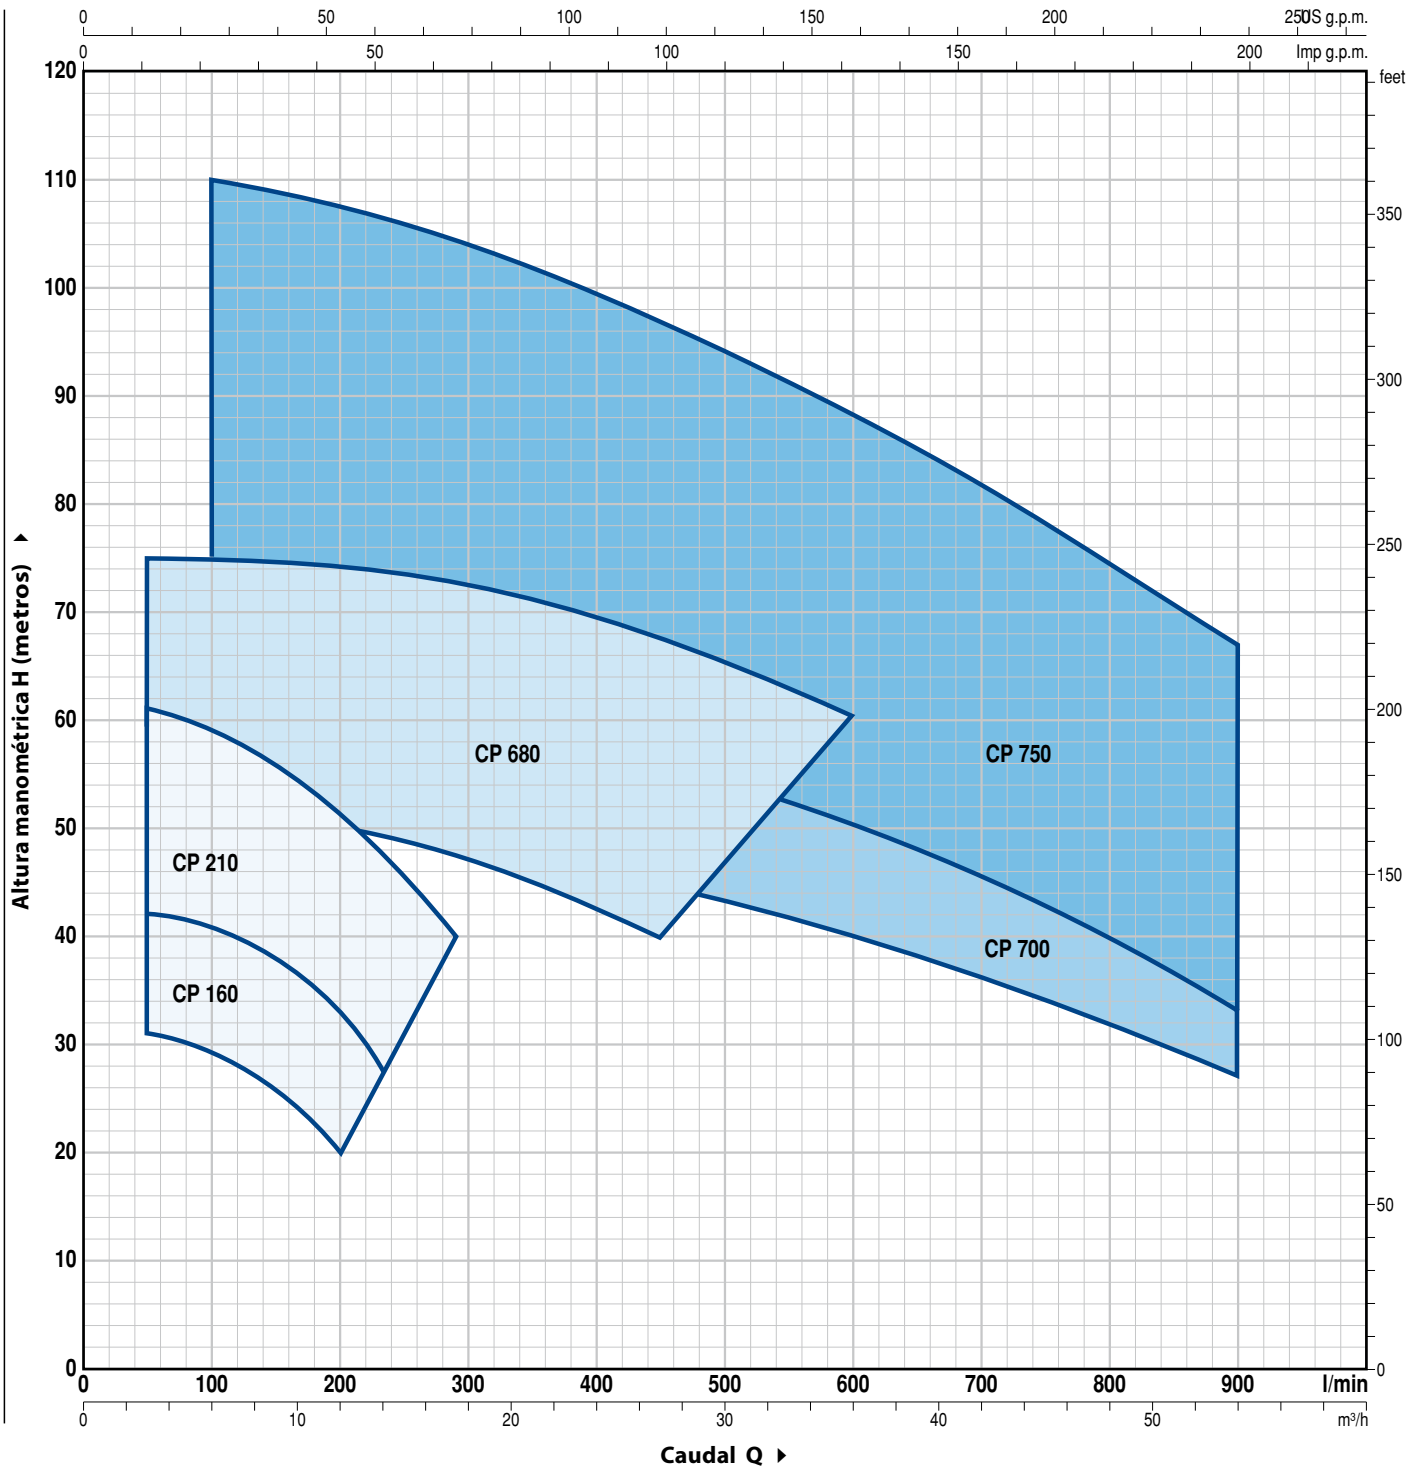 0 50 100 150 200 250 US g.p.m.
0 50 100 150 200 Imp g.p.m.
feet
120
110
100
90
80
70
60
50
40
30
20
10
0
350
300
250
200
150
100
50
0
CP 680
CP 750
CP 210
CP 700
CP 160
Altura manométrica H (metros)
0 100 200 300 400 500 600 700 800 900 l/min
0 10 20 30 40 50 m³/h
Caudal Q